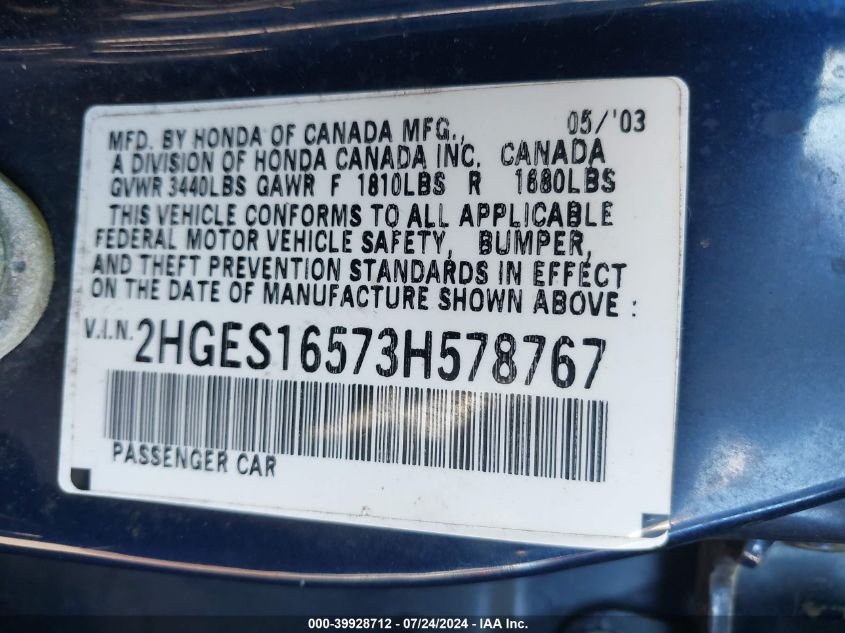 MFD. BY HONDA OF CANADA MFG., 05/'03
A DIVISION OF HONDA CANADA INC. CANADA
GVWR 3440LBS GAWR F 1810LBS R 1680LBS
THIS VEHICLE CONFORMS TO ALL APPLICABLE
FEDERAL MOTOR VEHICLE SAFETY, BUMPER,
AND THEFT PREVENTION STANDARDS IN EFFECT
ON THE DATE OF MANUFACTURE SHOWN ABOVE :
V.I.N. 2HGES16573H578767
PASSENGER CAR
000-39928712 - 07/24/2024 - IAA Inc.